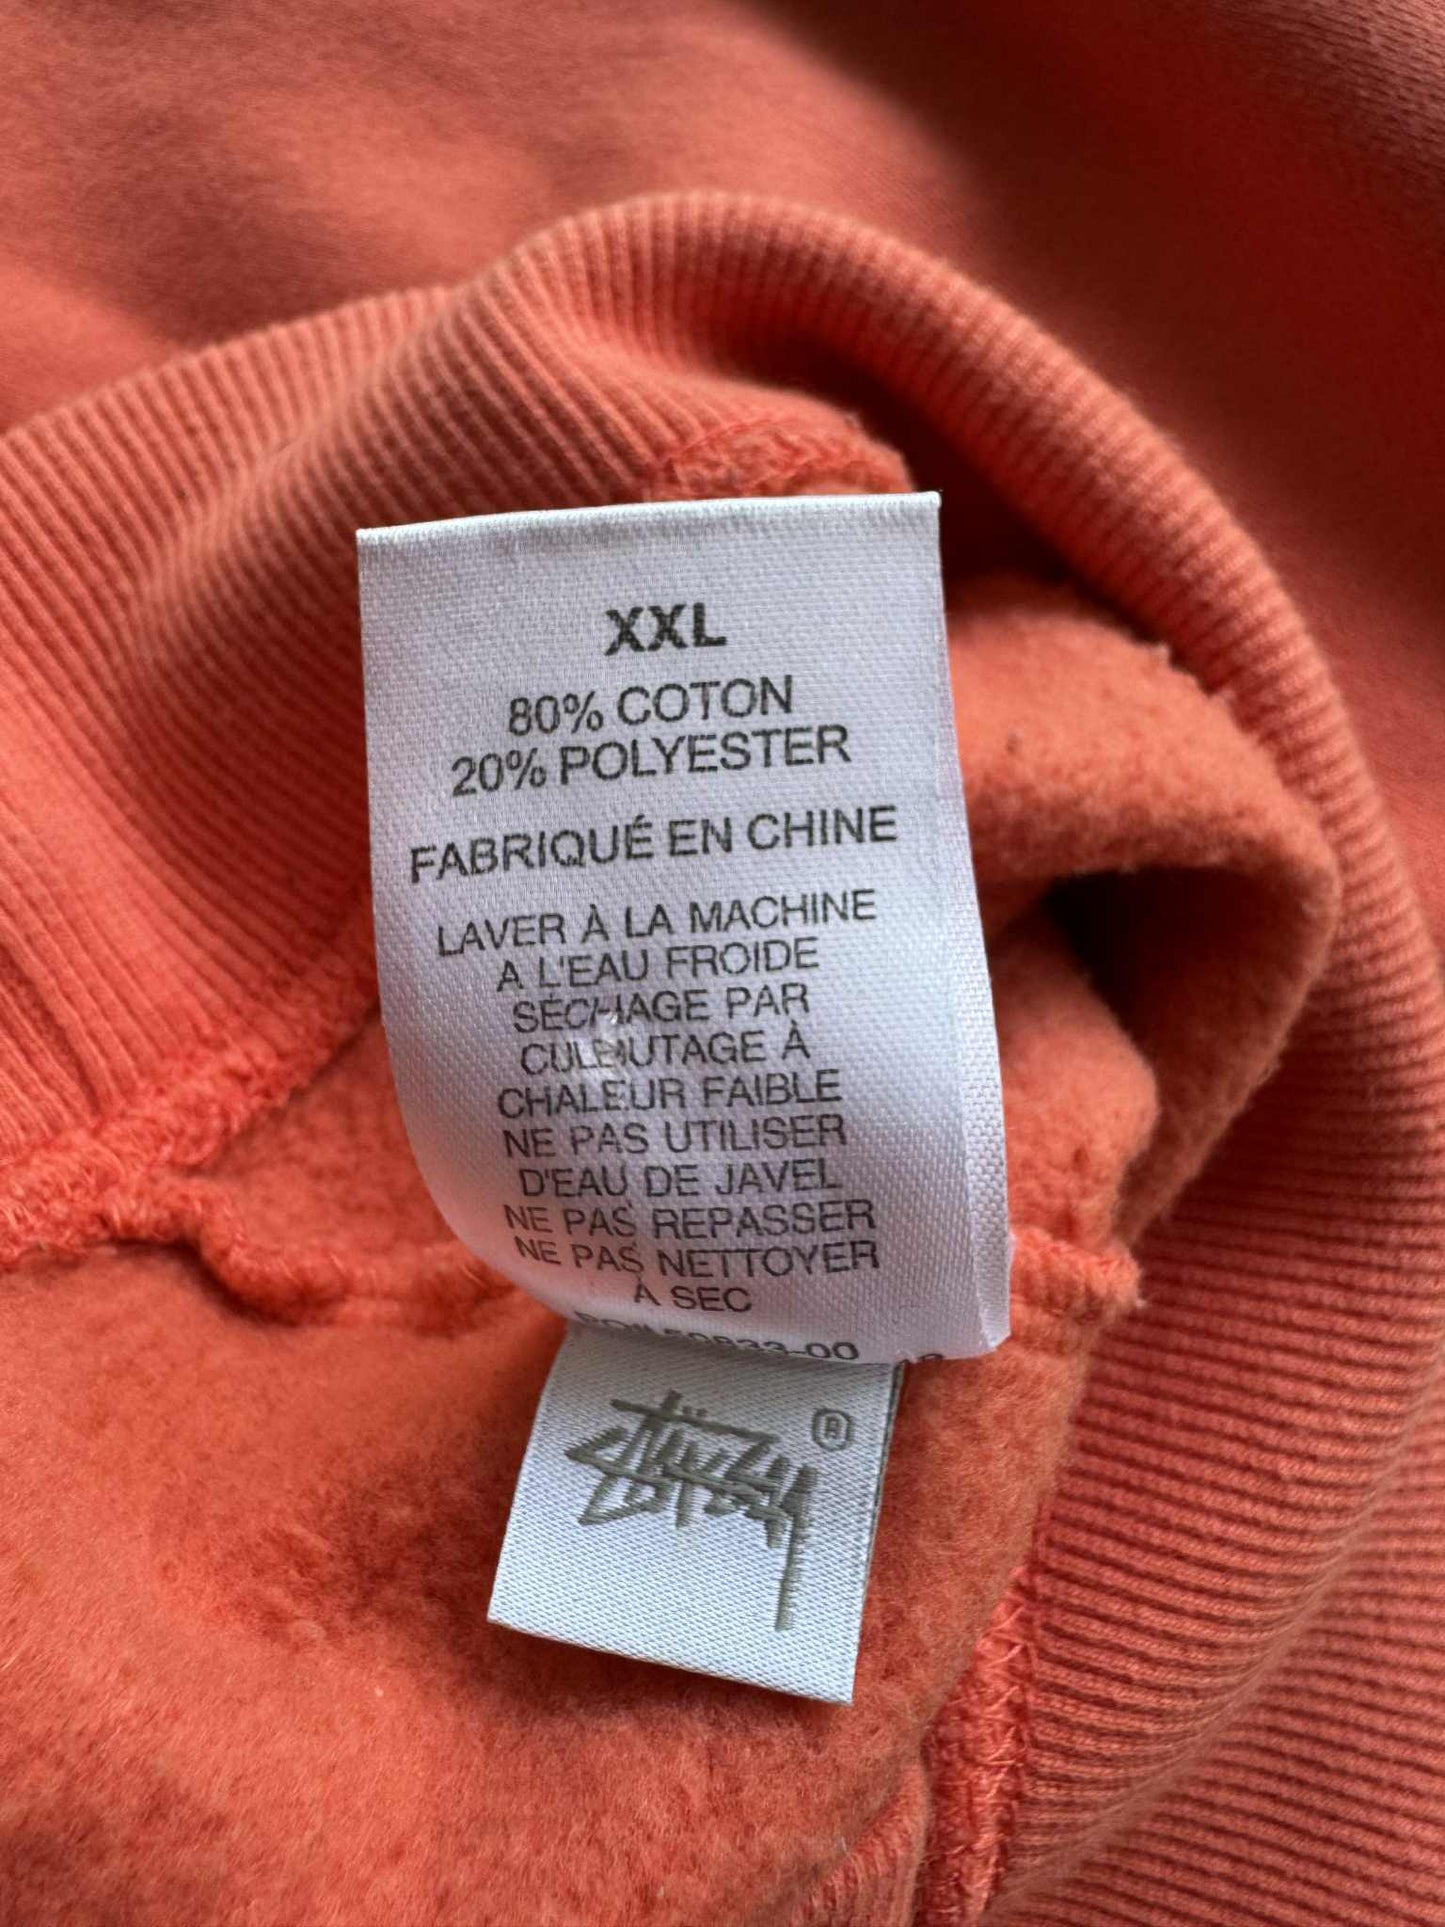 XXL
80% COTON
20% POLYESTER
FABRIQUÉ EN CHINE
LAVER À LA MACHINE
A L'EAU FROIDE
SÉCHAGE PAR
CULBUTAGE À
CHALEUR FAIBLE
NE PAS UTILISER
D'EAU DE JAVEL
NE PAS REPASSER
NE PAS NETTOYER
À SEC
Stüssy ®